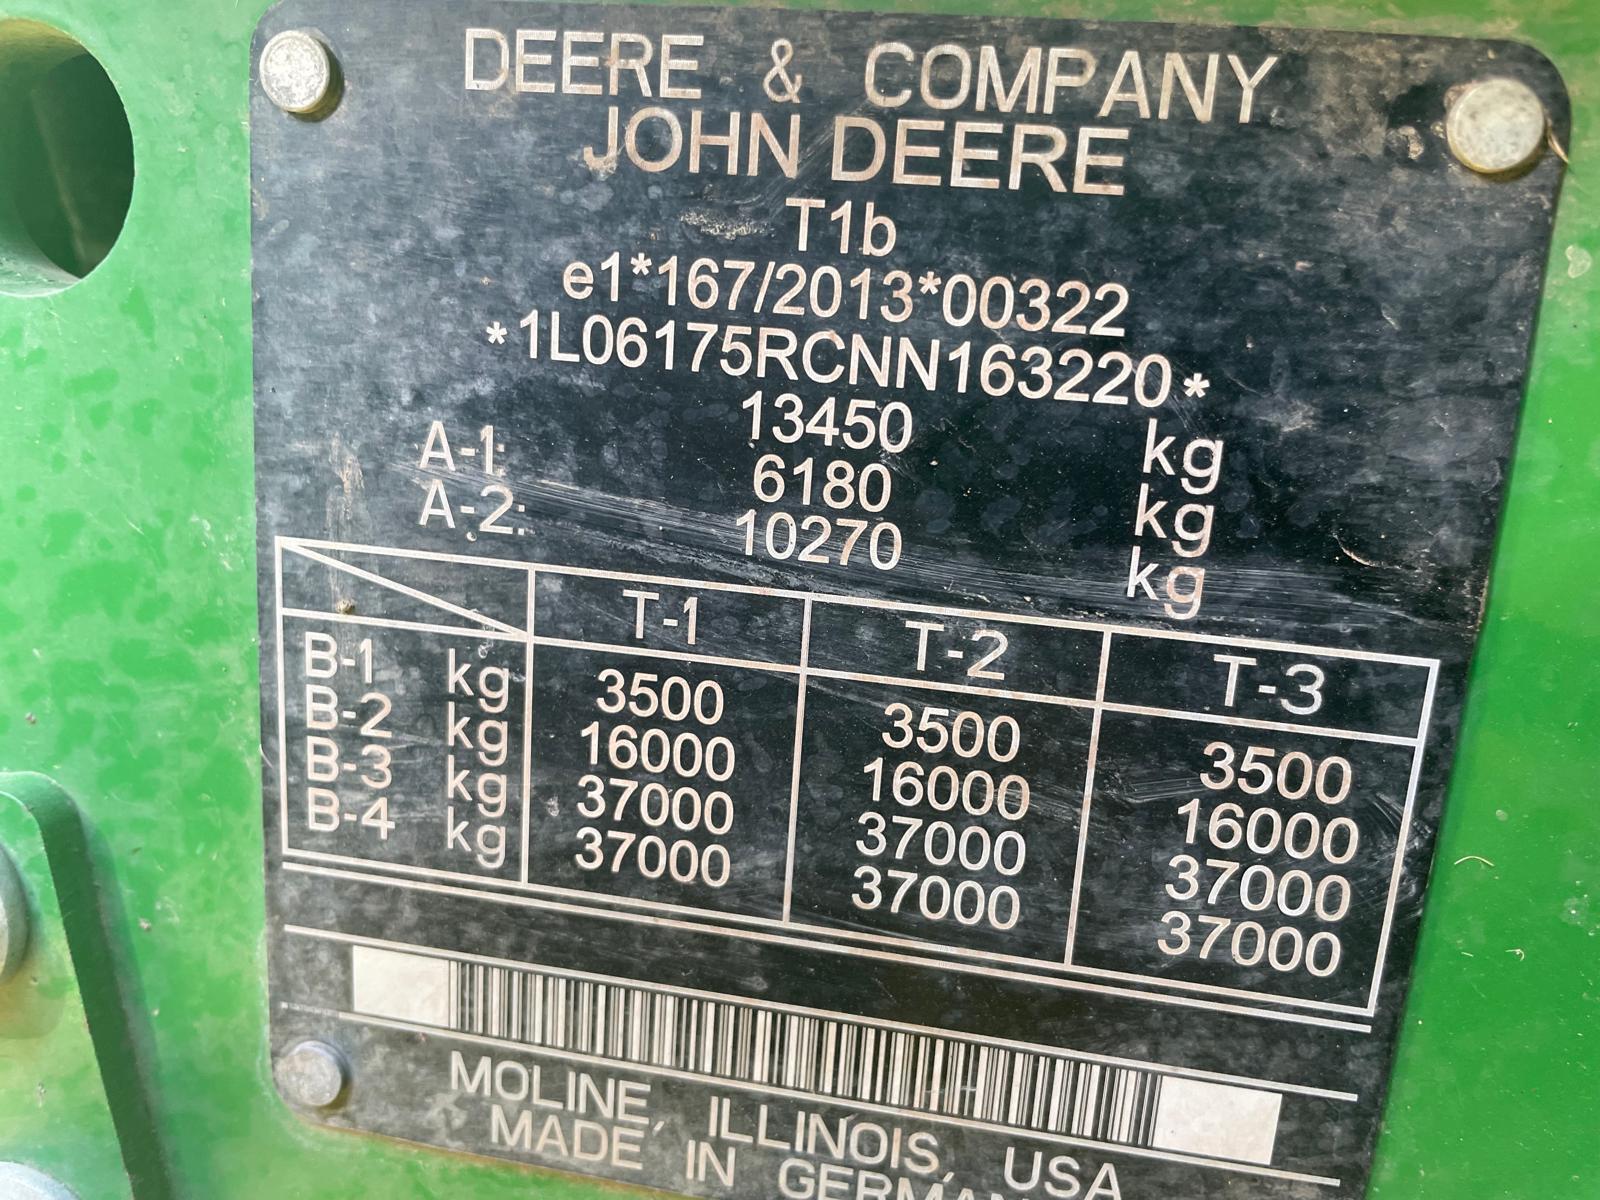 DEERE & COMPANY
JOHN DEERE
T1b
e1*167/2013*00322
*1L06175RCNN163220*
13450 kg
A-1: 6180 kg
A-2: 10270 kg
T-1 T-2 T-3
B-1 kg 3500 3500 3500
B-2 kg 16000 16000 16000
B-3 kg 37000 37000 37000
B-4 kg 37000 37000 37000
MOLINE, ILLINOIS, USA
MADE IN GERMAN